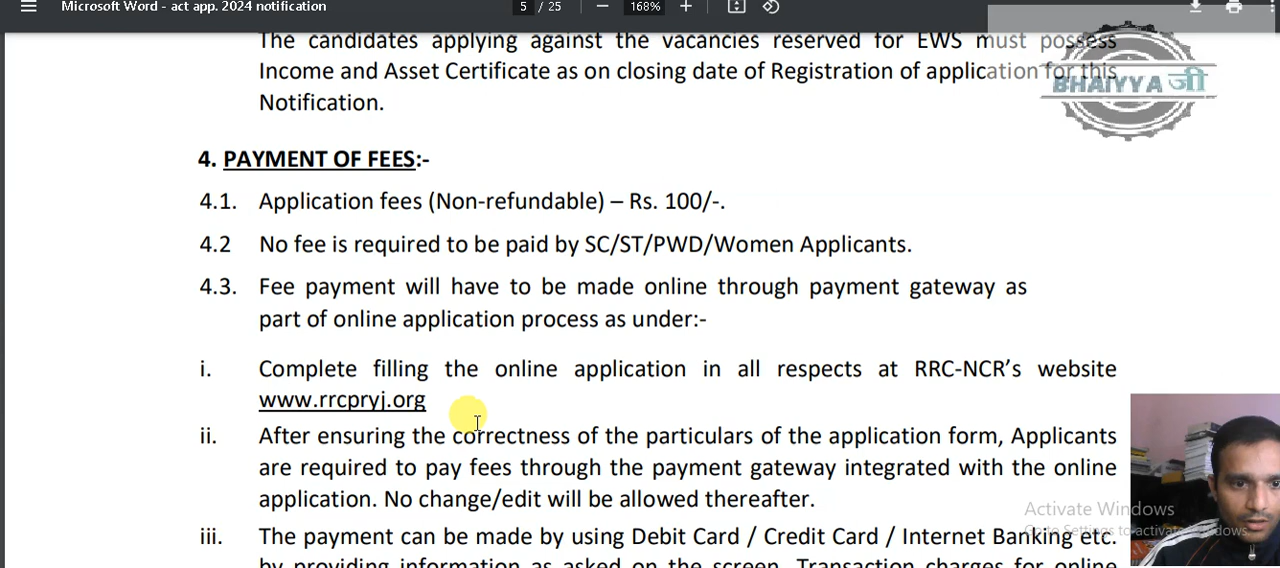 Microsoft Word - act app. 2024 notification
5 / 25
168%
The candidates applying against the vacancies reserved for EWS must possess
Income and Asset Certificate as on closing date of Registration of application for this
Notification.
BHAIYYA जी
4. PAYMENT OF FEES:-
4.1. Application fees (Non-refundable) – Rs. 100/-.
4.2 No fee is required to be paid by SC/ST/PWD/Women Applicants.
4.3. Fee payment will have to be made online through payment gateway as
part of online application process as under:-
i. Complete filling the online application in all respects at RRC-NCR's website
www.rrcpryj.org
ii. After ensuring the correctness of the particulars of the application form, Applicants
are required to pay fees through the payment gateway integrated with the online
application. No change/edit will be allowed thereafter.
Activate Windows
Go to Settings to activate Windows
iii. The payment can be made by using Debit Card / Credit Card / Internet Banking etc.
by providing information as asked on the screen. Transaction charges for online